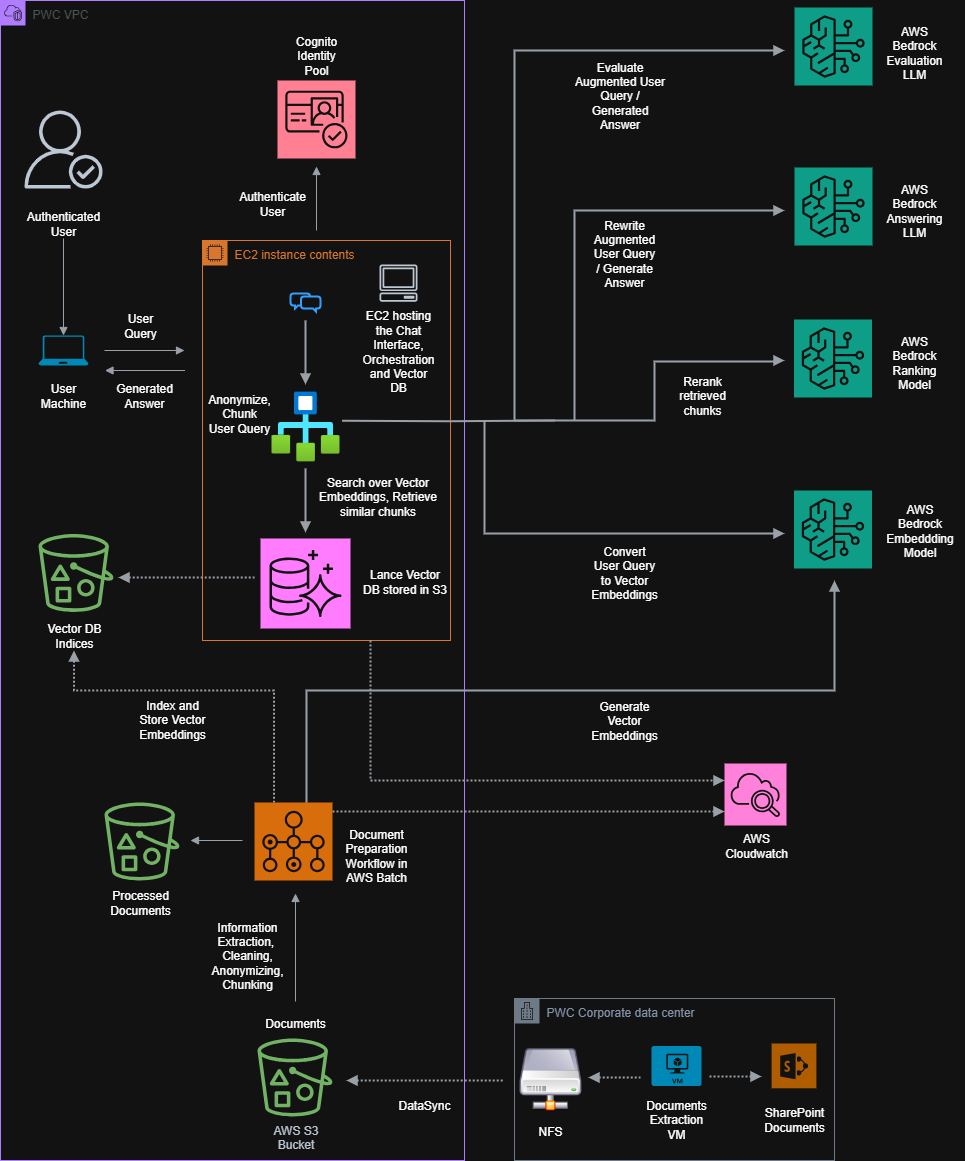 PWC VPC
Cognito
Identity
Pool
Authenticated
User
Authenticate
User
User
Query
Generated
Answer
User
Machine
EC2 instance contents
EC2 hosting
the Chat
Interface,
Orchestration
and Vector
DB
Anonymize,
Chunk
User Query
Search over Vector
Embeddings, Retrieve
similar chunks
Lance Vector
DB stored in S3
Vector DB
Indices
Evaluate
Augmented User
Query /
Generated
Answer
AWS
Bedrock
Evaluation
LLM
Rewrite
Augmented
User Query
/ Generate
Answer
AWS
Bedrock
Answering
LLM
Rerank
retrieved
chunks
AWS
Bedrock
Ranking
Model
Convert
User Query
to Vector
Embeddings
AWS
Bedrock
Embeddding
Model
Index and
Store Vector
Embeddings
Generate
Vector
Embeddings
AWS
Cloudwatch
Document
Preparation
Workflow in
AWS Batch
Processed
Documents
Information
Extraction,
Cleaning,
Anonymizing,
Chunking
Documents
AWS S3
Bucket
DataSync
PWC Corporate data center
NFS
VM
Documents
Extraction
VM
S
SharePoint
Documents